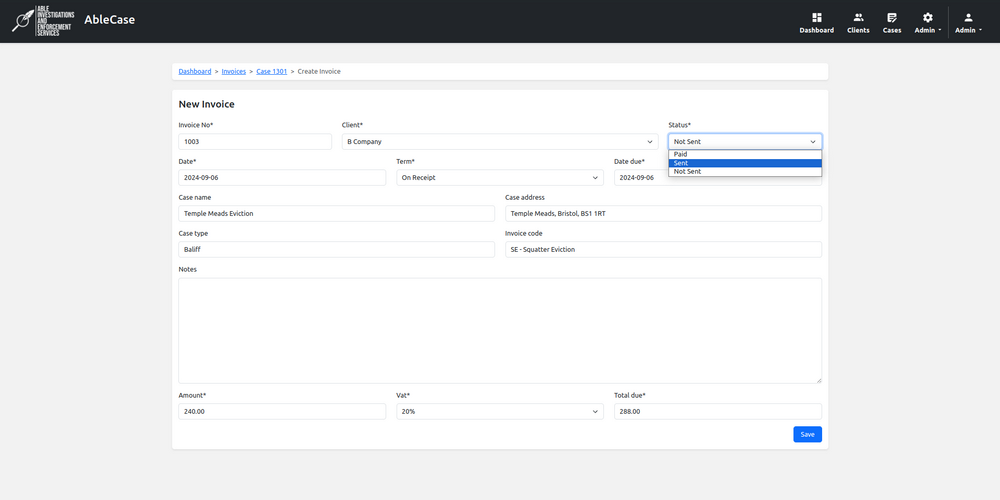 ABLE
INVESTIGATIONS
AND
ENFORCEMENT
SERVICES
AbleCase
Dashboard
Clients
Cases
Admin
Admin
Dashboard > Invoices > Case 1301 > Create Invoice
New Invoice
Invoice No* Client* Status*
1003 B Company Not Sent
Paid
Sent
Not Sent
Date* Term* Date due*
2024-09-06 On Receipt 2024-09-06
Case name Case address
Temple Meads Eviction Temple Meads, Bristol, BS1 1RT
Case type Invoice code
Baliff SE - Squatter Eviction
Notes
Amount* Vat* Total due*
240.00 20% 288.00
Save